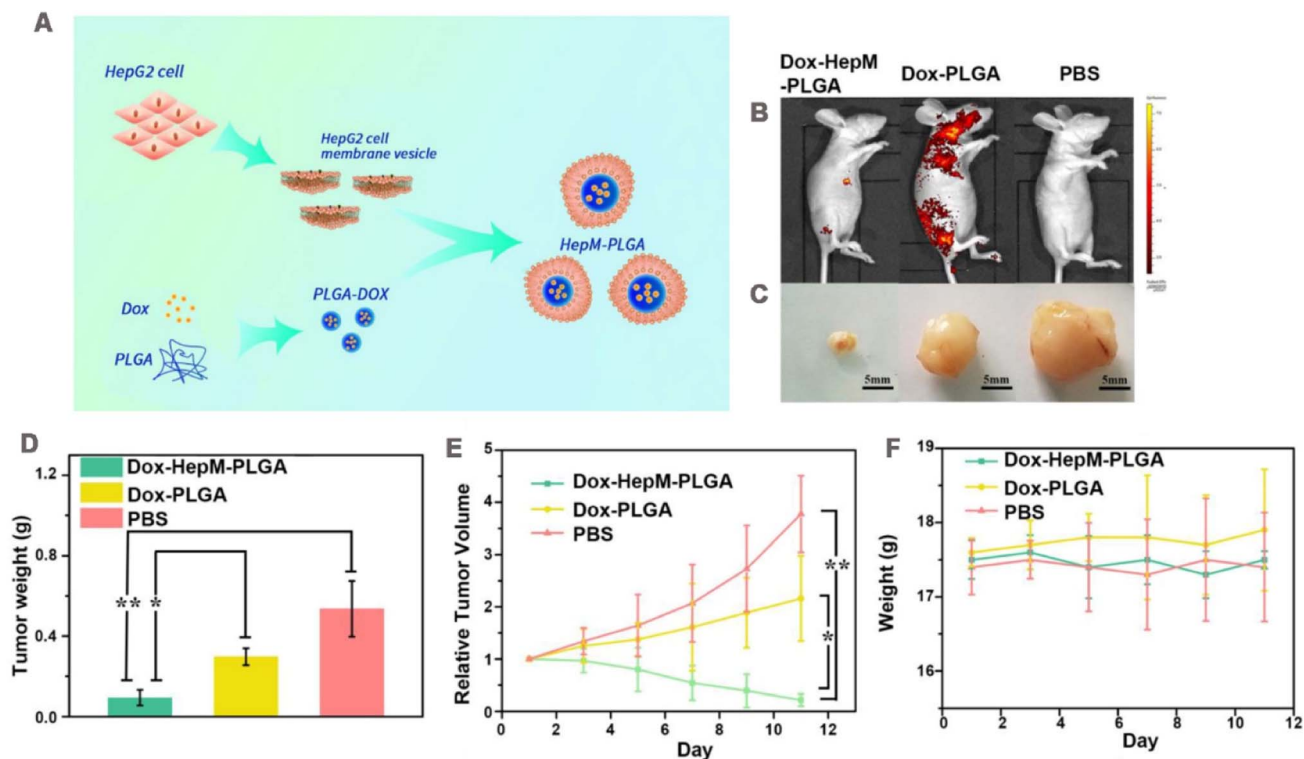 A
HepG2 cell
HepG2 cell
membrane vesicle
HepM-PLGA
Dox
PLGA
PLGA-DOX
Dox-HepM
-PLGA
Dox-PLGA
PBS
B
C
5mm
5mm
5mm
D
Dox-HepM-PLGA
Dox-PLGA
PBS
Tumor weight (g)
1.2
0.8
0.4
0.0
**
*
E
Dox-HepM-PLGA
Dox-PLGA
PBS
Relative Tumor Volume
5
4
3
2
1
0
**
*
0 2 4 6 8 10 12
Day
F
Dox-HepM-PLGA
Dox-PLGA
PBS
Weight (g)
19
18
17
16
0 2 4 6 8 10 12
Day